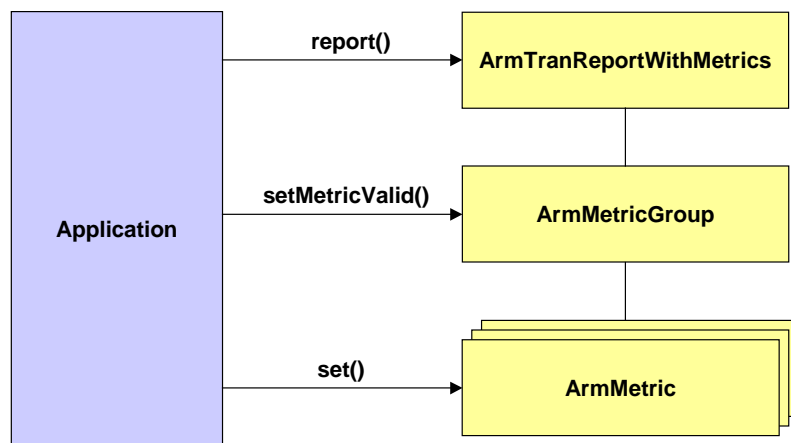 report()
ArmTranReportWithMetrics
setMetricValid()
ArmMetricGroup
Application
set()
ArmMetric